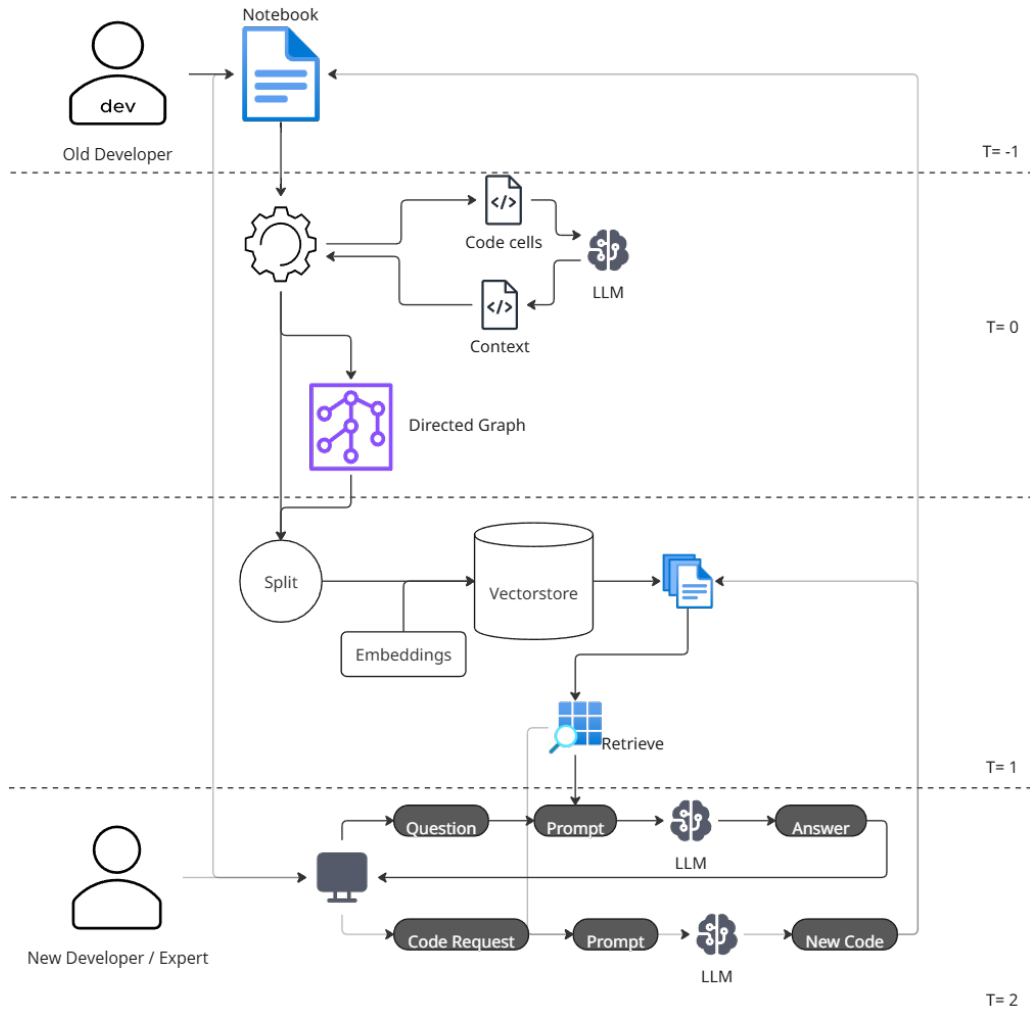 Notebook
dev
Old Developer
T= -1
</>
Code cells
LLM
</>
Context
T= 0
Directed Graph
Split
Vectorstore
Embeddings
Retrieve
T= 1
Question
Prompt
Answer
LLM
Code Request
Prompt
New Code
New Developer / Expert
LLM
T= 2